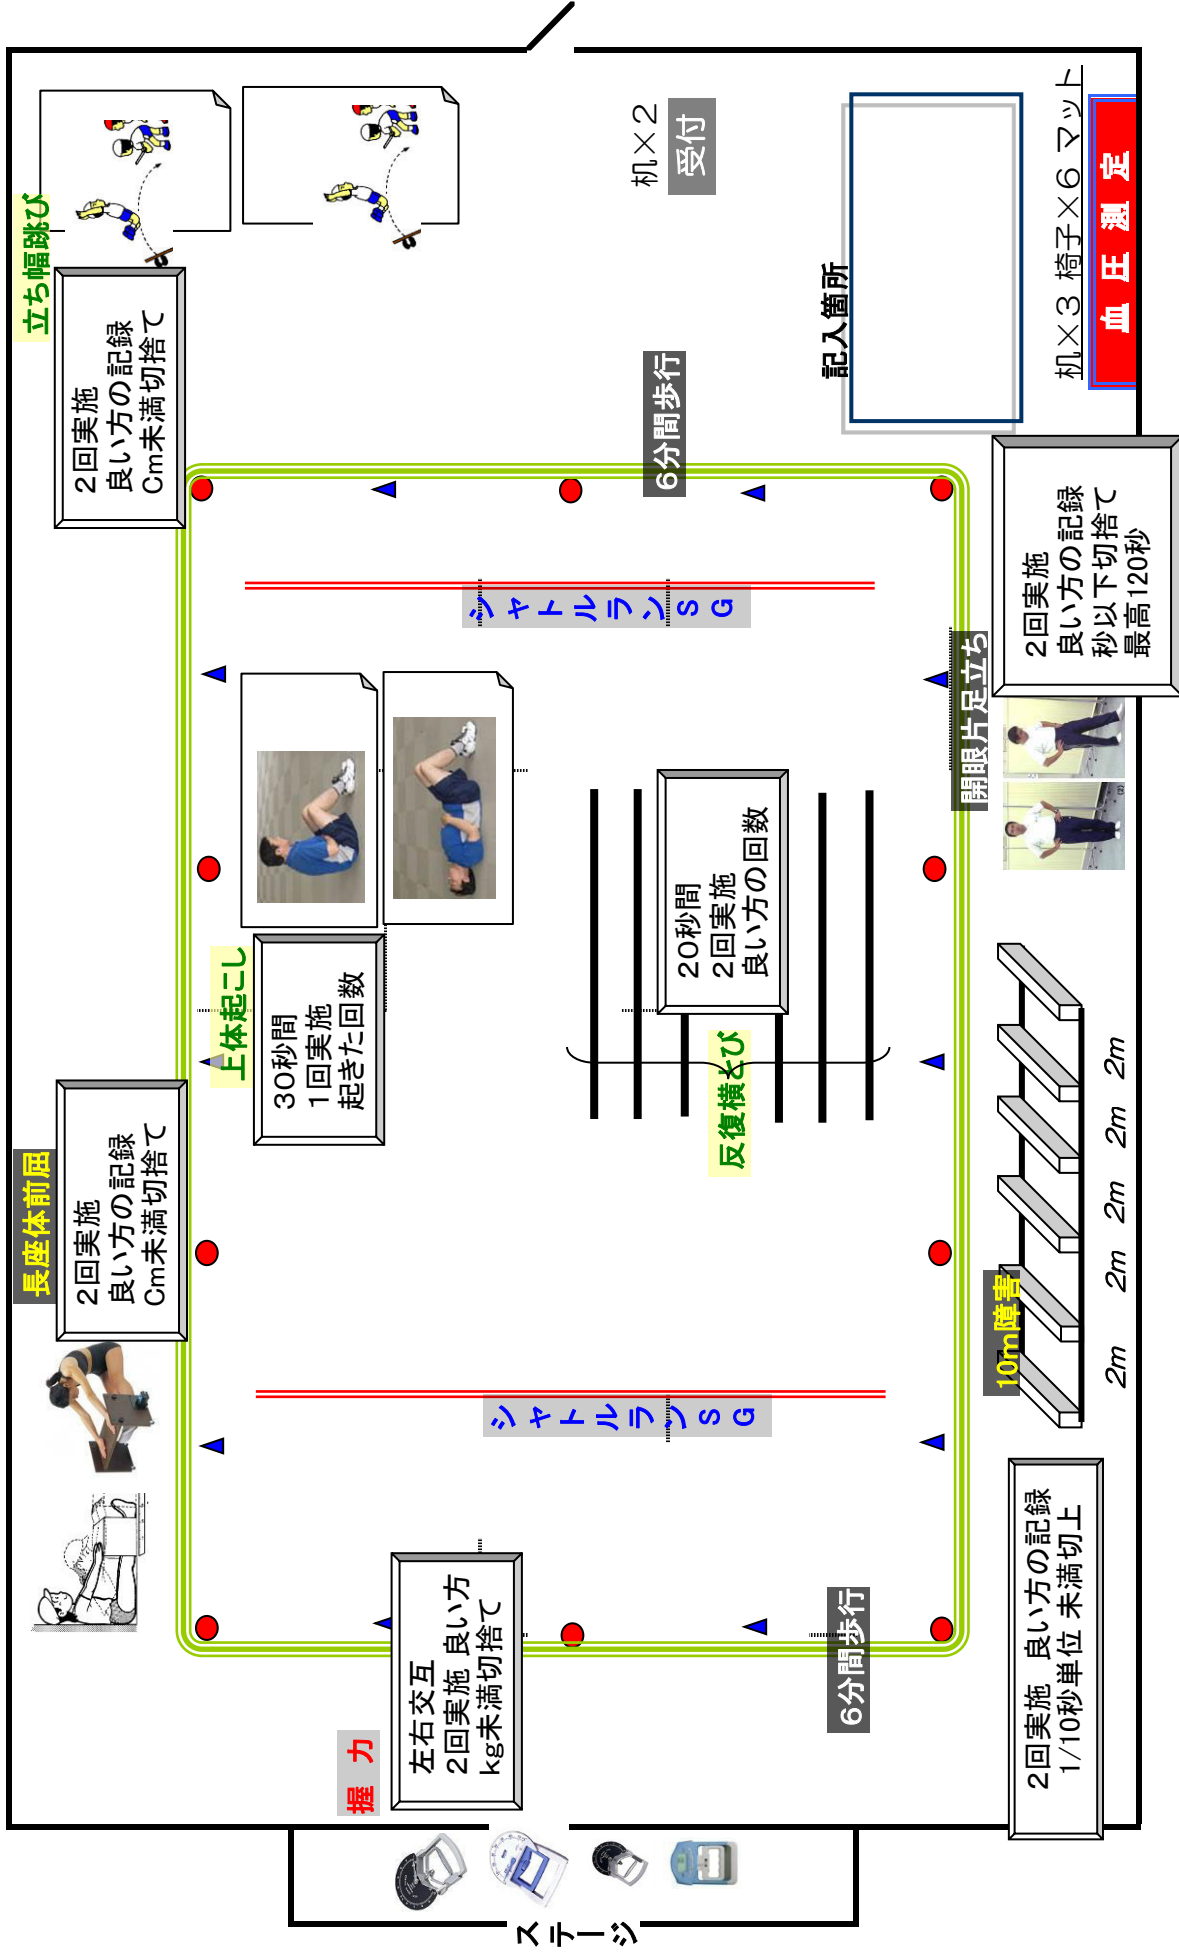 立ち幅跳び
2回実施
良い方の記録
Cm未満切捨て
机×2
受付
記入箇所
机×3 椅子×6 マット
血 圧 測 定
6分間歩行
シャトルランSG
長座体前屈
2回実施
良い方の記録
Cm未満切捨て
上体起こし
30秒間
1回実施
起きた回数
20秒間
2回実施
良い方の回数
反復横とび
開眼片足立ち
2回実施
良い方の記録
秒以下切捨て
最高120秒
シャトルランSG
10m障害
2m
2m
2m
2m
2m
2回実施 良い方の記録
1/10秒単位 未満切上
握 力
左右交互
2回実施 良い方
kg未満切捨て
6分間歩行
ステージ